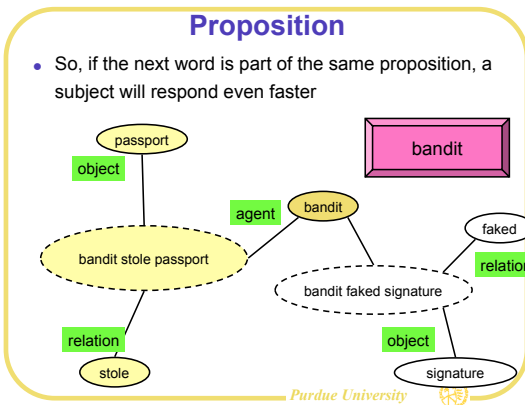 Proposition
• So, if the next word is part of the same proposition, a
subject will respond even faster
passport
object
bandit
agent
bandit
faked
relation
bandit stole passport
bandit faked signature
relation
object
stole
signature
Purdue University